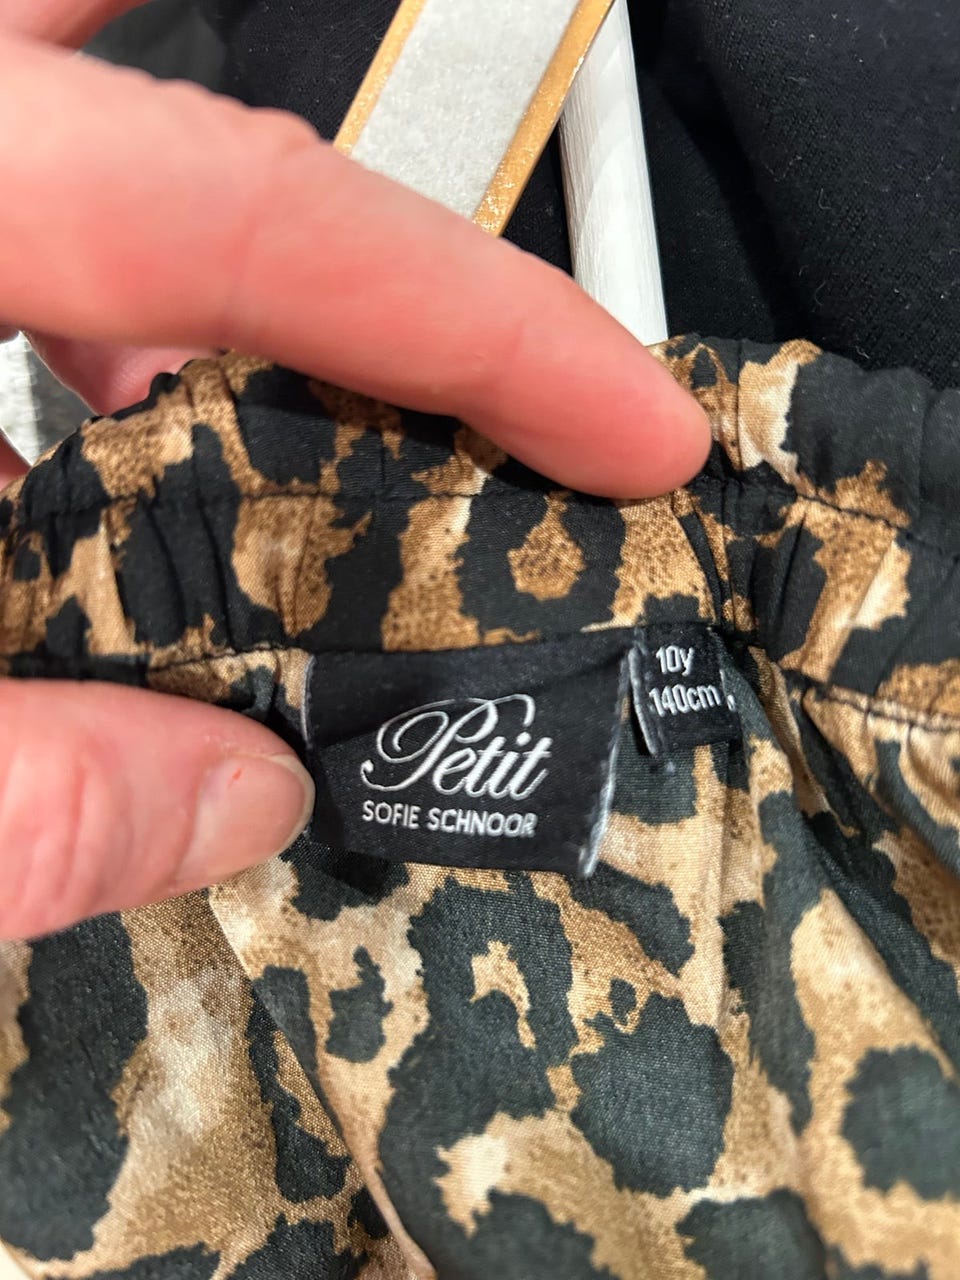 Petit
SOFIE SCHNOOR
10y
140cm